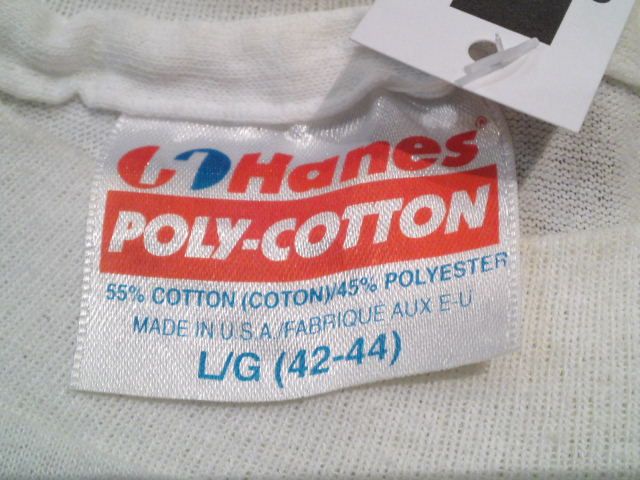 Hanes®
POLY-COTTON
55% COTTON (COTON)/45% POLYESTER
MADE IN U.S.A./FABRIQUE AUX E-U
L/G (42-44)